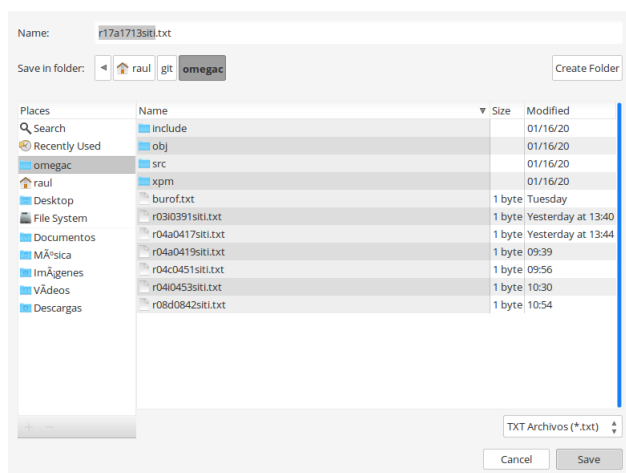 Name: r17a1713siti.txt
Save in folder: raul git omegac Create Folder
Places Name Size Modified
Search include 01/16/20
Recently Used obj 01/16/20
omegac src 01/16/20
raul xpm 01/16/20
Desktop burof.txt 1 byte Tuesday
File System r03i0391siti.txt 1 byte Yesterday at 13:40
Documentos r04a0417siti.txt 1 byte Yesterday at 13:44
MÃºsica r04a0419siti.txt 1 byte 09:39
ImÃ¡genes r04c0451siti.txt 1 byte 09:56
VÃ­deos r04i0453siti.txt 1 byte 10:30
Descargas r08d0842siti.txt 1 byte 10:54
TXT Archivos (*.txt)
Cancel Save